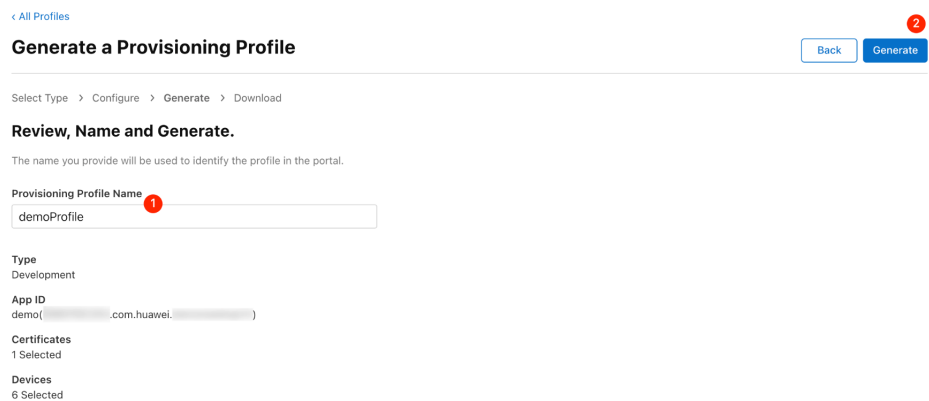 ‹ All Profiles
2
Generate a Provisioning Profile
Back
Generate
Select Type > Configure > Generate > Download
Review, Name and Generate.
The name you provide will be used to identify the profile in the portal.
Provisioning Profile Name
1
demoProfile
Type
Development
App ID
demo( .com.huawei. )
Certificates
1 Selected
Devices
6 Selected